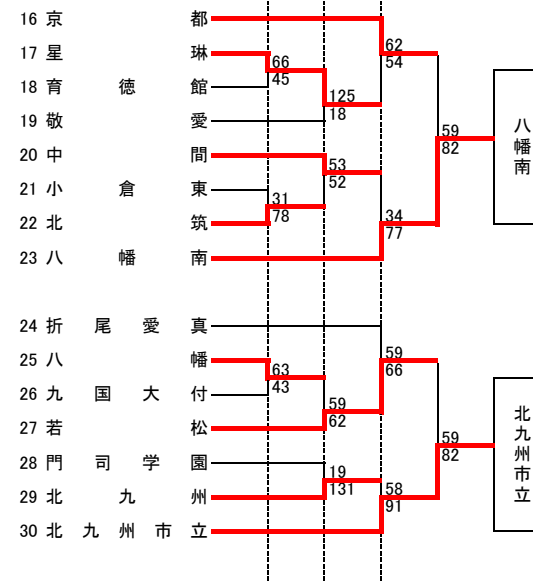 16 京都
17 星琳
66
45
18 育徳館
125
18
19 敬愛
20 中間
53
52
21 小倉東
31
78
22 北筑
23 八幡南
62
54
34
77
59
82
八幡南
24 折尾愛真
25 八幡
63
43
26 九国大付
59
62
27 若松
28 門司学園
19
131
29 北九州
30 北九州市立
59
66
58
91
59
82
北九州市立